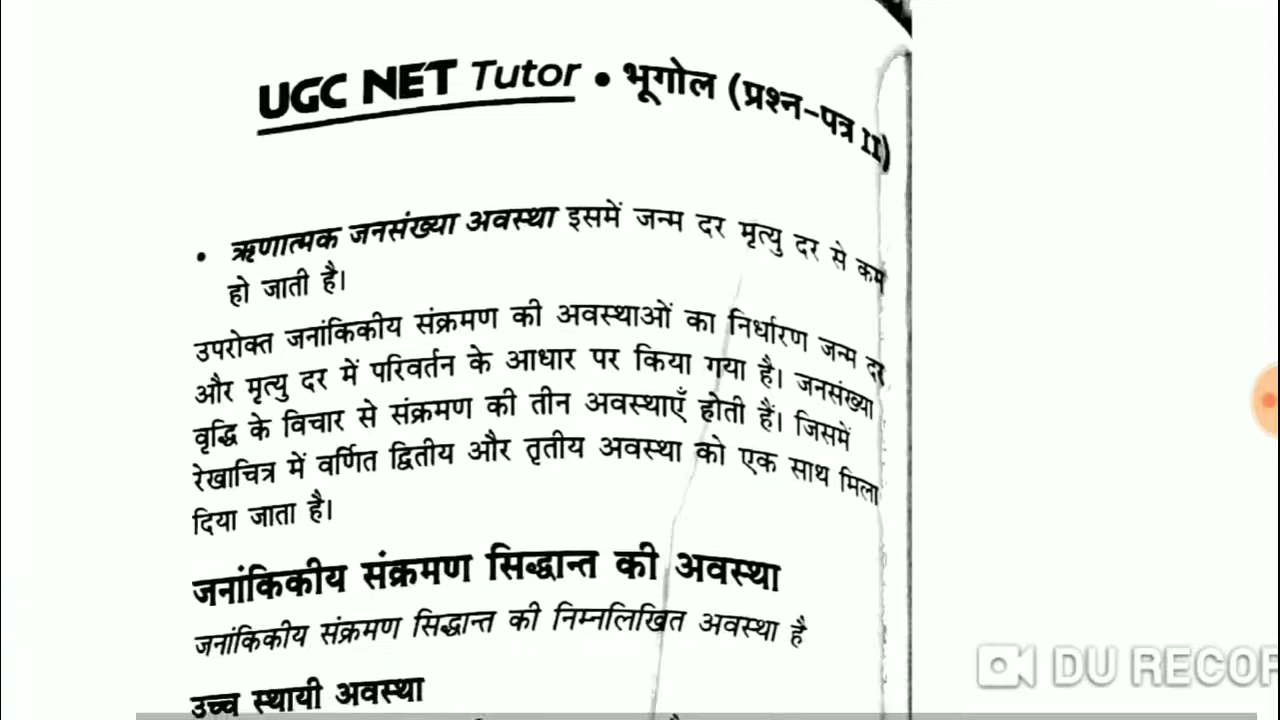 UGC NET Tutor • भूगोल (प्रश्न-पत्र II)
• ऋणात्मक जनसंख्या अवस्था इसमें जन्म दर मृत्यु दर से कम
हो जाती है।
उपरोक्त जनांकिकीय संक्रमण की अवस्थाओं का निर्धारण जन्म दर
और मृत्यु दर में परिवर्तन के आधार पर किया गया है। जनसंख्या
वृद्धि के विचार से संक्रमण की तीन अवस्थाएँ होती हैं। जिसमें
रेखाचित्र में वर्णित द्वितीय और तृतीय अवस्था को एक साथ मिला
दिया जाता है।
जनांकिकीय संक्रमण सिद्धान्त की अवस्था
जनांकिकीय संक्रमण सिद्धान्त की निम्नलिखित अवस्था है
उच्च स्थायी अवस्था
DU RECOR